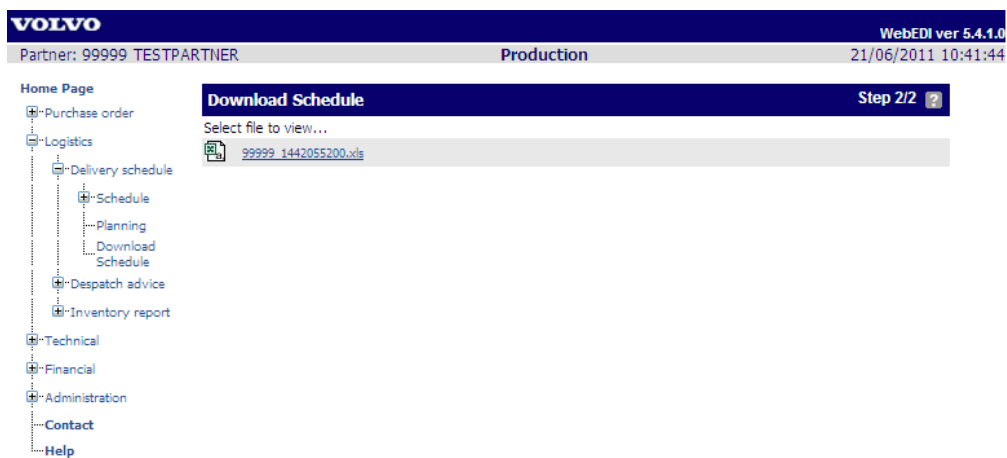 VOLVO
WebEDI ver 5.4.1.0
Partner: 99999 TESTPARTNER Production 21/06/2011 10:41:44
Home Page
Purchase order
Logistics
Delivery schedule
Schedule
Planning
Download
Schedule
Despatch advice
Inventory report
Technical
Financial
Administration
Contact
Help
Download Schedule Step 2/2 ?
Select file to view...
99999_1442055200.xls